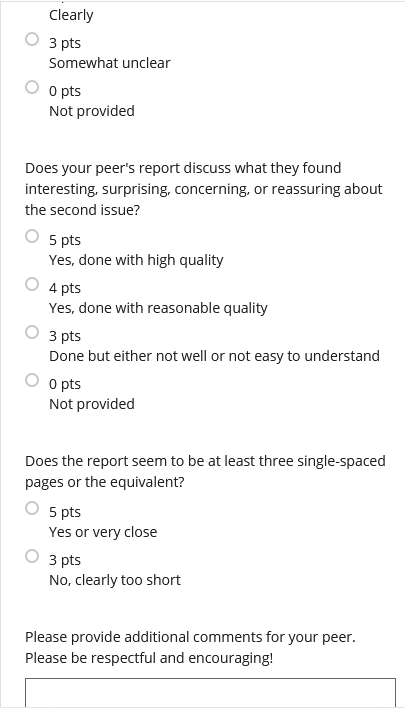 Clearly
3 pts
Somewhat unclear
0 pts
Not provided
Does your peer's report discuss what they found
interesting, surprising, concerning, or reassuring about
the second issue?
5 pts
Yes, done with high quality
4 pts
Yes, done with reasonable quality
3 pts
Done but either not well or not easy to understand
0 pts
Not provided
Does the report seem to be at least three single-spaced
pages or the equivalent?
5 pts
Yes or very close
3 pts
No, clearly too short
Please provide additional comments for your peer.
Please be respectful and encouraging!